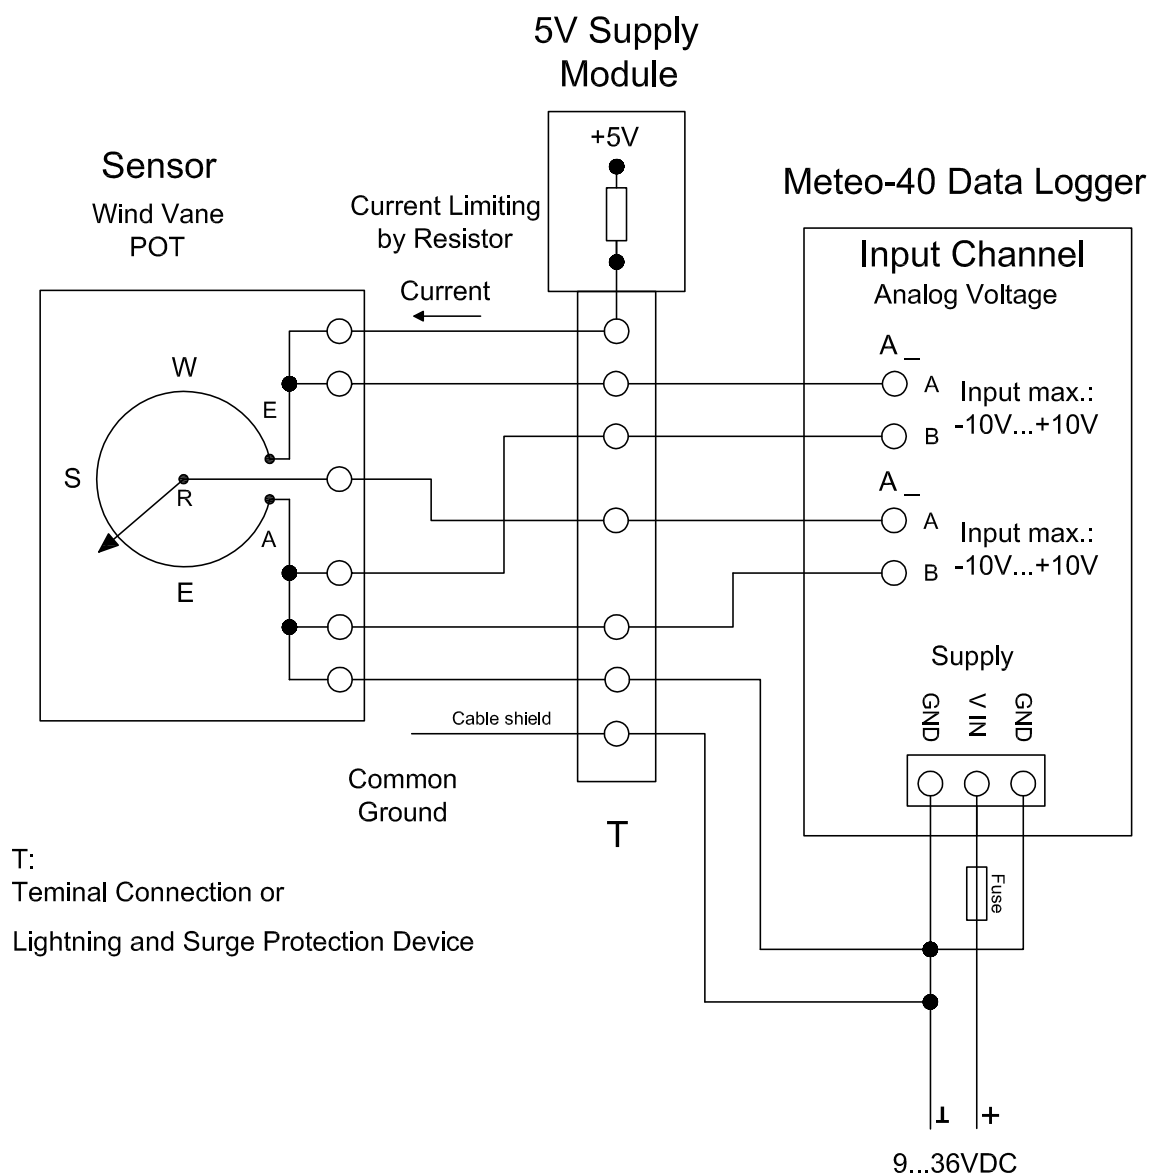 5V Supply
Module
+5V
Sensor
Wind Vane
POT
Current Limiting
by Resistor
Current
Meteo-40 Data Logger
Input Channel
Analog Voltage
A _
A
Input max.:
-10V...+10V
B
A _
A
Input max.:
-10V...+10V
B
W
E
S
R
A
E
Supply
GND
V IN
GND
Cable shield
Common
Ground
T
T:
Teminal Connection or
Lightning and Surge Protection Device
Fuse
+
9...36VDC